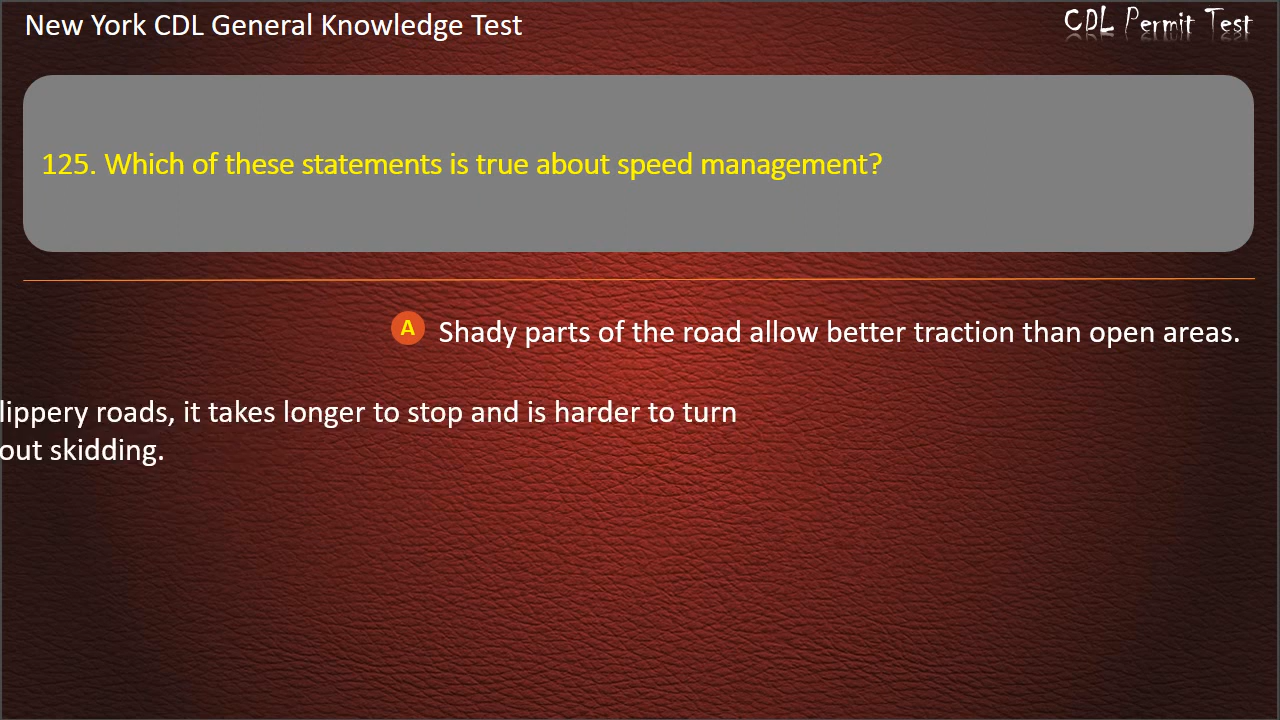 New York CDL General Knowledge Test
CDL Permit Test
125. Which of these statements is true about speed management?
A Shady parts of the road allow better traction than open areas.
lippery roads, it takes longer to stop and is harder to turn
out skidding.